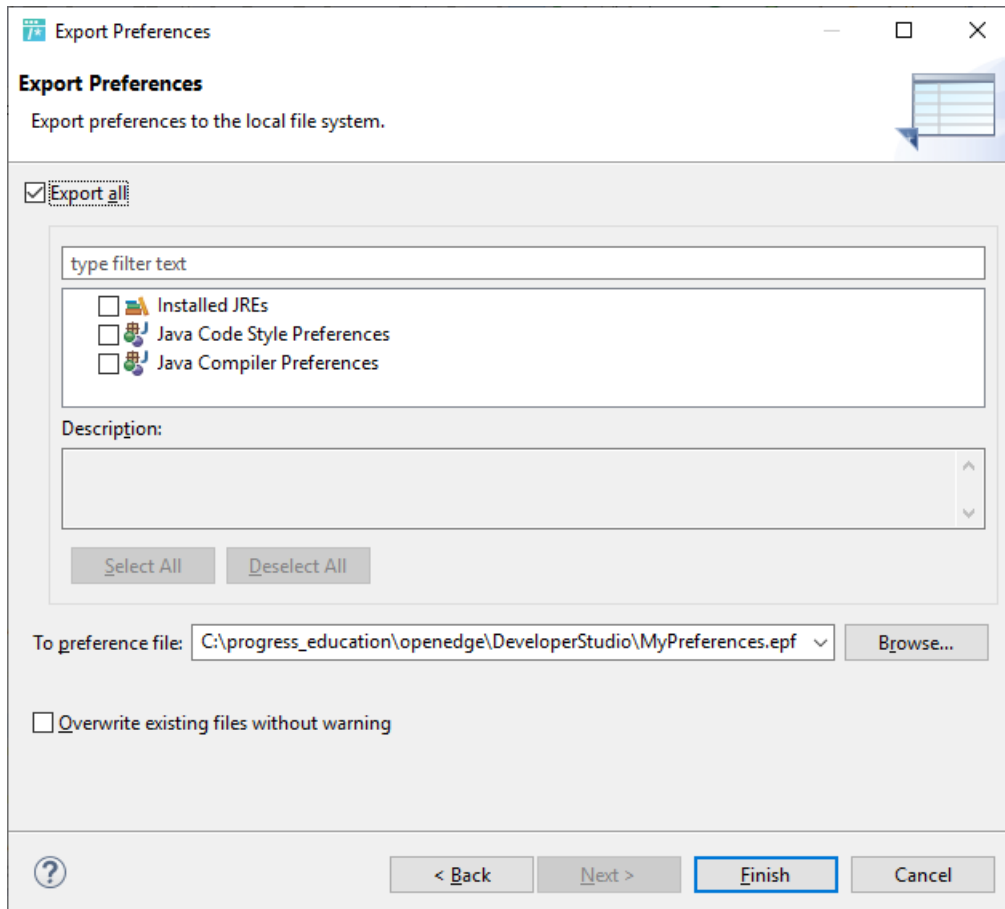 Export Preferences
Export Preferences
Export preferences to the local file system.
Export all
type filter text
Installed JREs
Java Code Style Preferences
Java Compiler Preferences
Description:
Select All Deselect All
To preference file: C:\progress_education\openedge\DeveloperStudio\MyPreferences.epf Browse...
Overwrite existing files without warning
? < Back Next > Finish Cancel